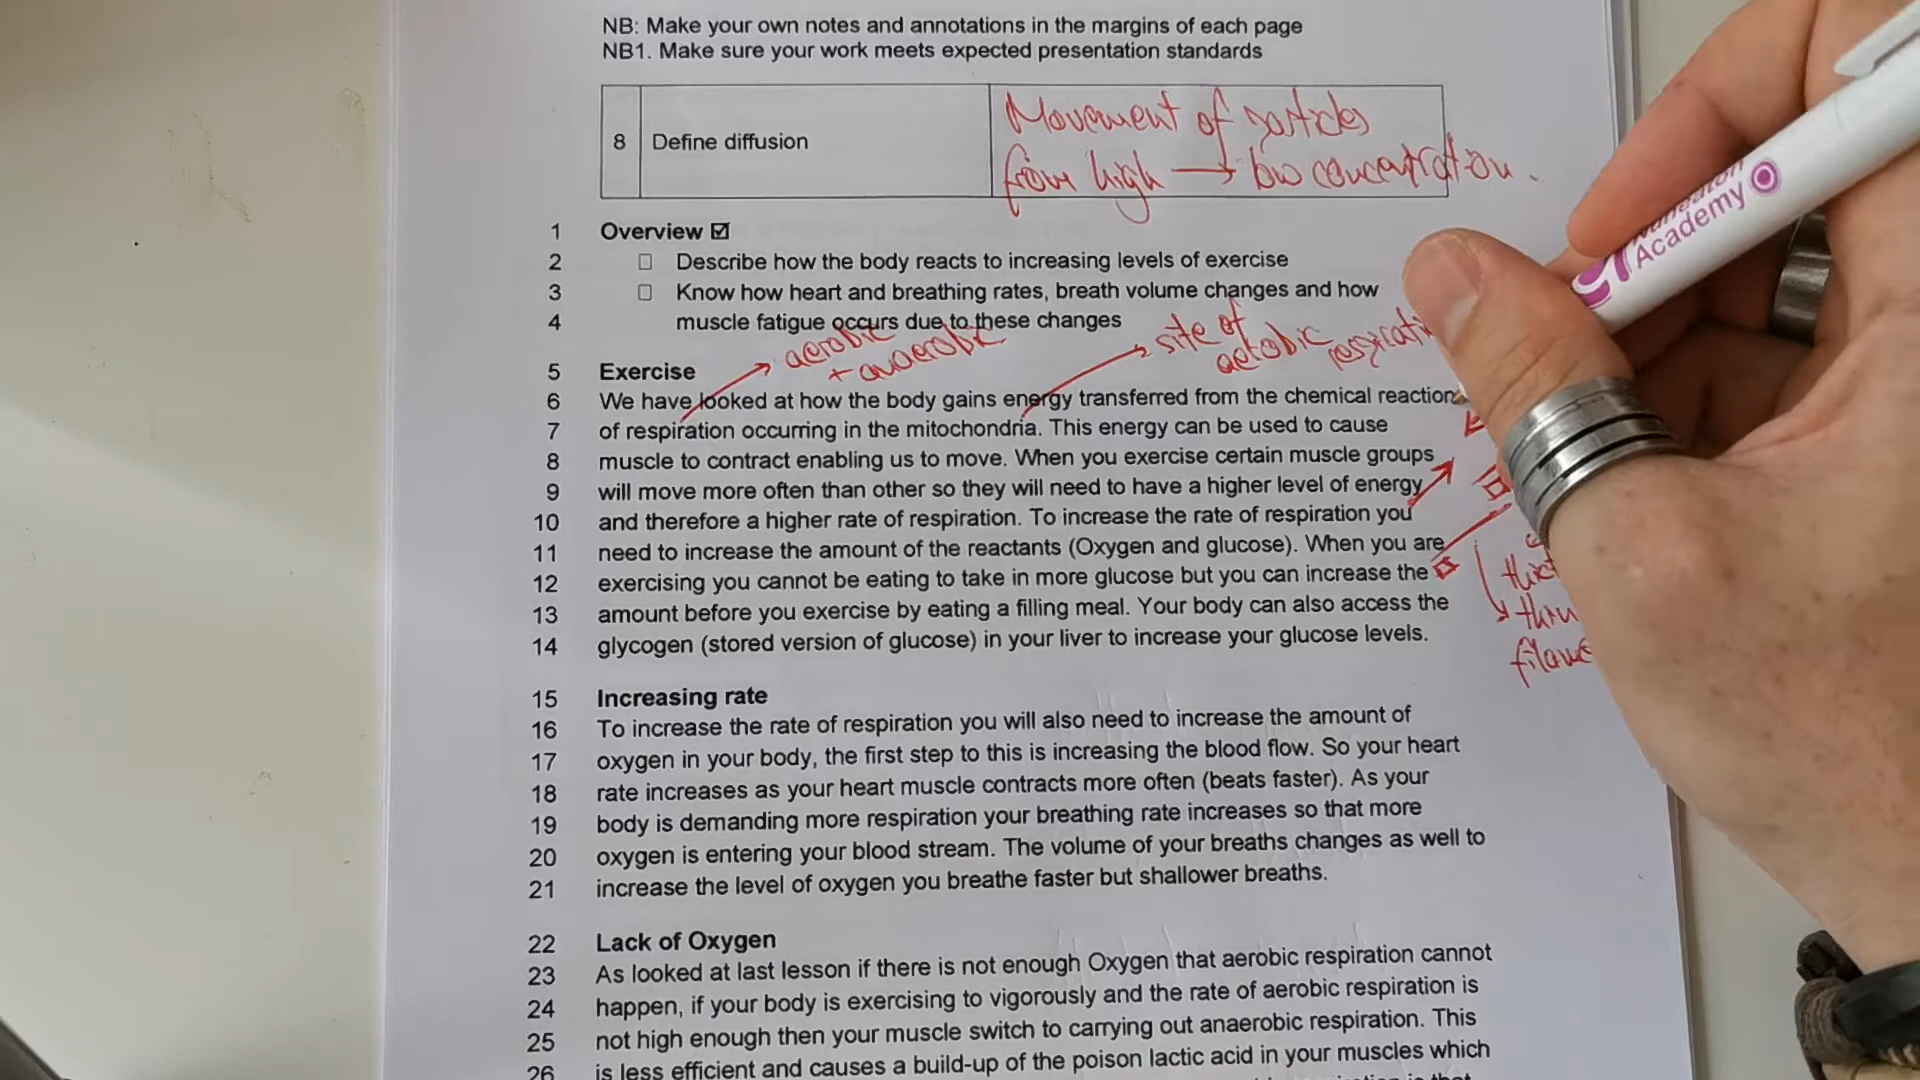 NB: Make your own notes and annotations in the margins of each page
NB1. Make sure your work meets expected presentation standards
8 Define diffusion
Movement of particles
from high → low concentration.
1 Overview ☑
2 Describe how the body reacts to increasing levels of exercise
3 Know how heart and breathing rates, breath volume changes and how
4 muscle fatigue occurs due to these changes
aerobic
+ anaerobic
site of
aerobic respirati
5 Exercise
6 We have looked at how the body gains energy transferred from the chemical reaction
7 of respiration occurring in the mitochondria. This energy can be used to cause
8 muscle to contract enabling us to move. When you exercise certain muscle groups
9 will move more often than other so they will need to have a higher level of energy
10 and therefore a higher rate of respiration. To increase the rate of respiration you
11 need to increase the amount of the reactants (Oxygen and glucose). When you are
12 exercising you cannot be eating to take in more glucose but you can increase the
13 amount before you exercise by eating a filling meal. Your body can also access the
14 glycogen (stored version of glucose) in your liver to increase your glucose levels.
15 Increasing rate
16 To increase the rate of respiration you will also need to increase the amount of
17 oxygen in your body, the first step to this is increasing the blood flow. So your heart
18 rate increases as your heart muscle contracts more often (beats faster). As your
19 body is demanding more respiration your breathing rate increases so that more
20 oxygen is entering your blood stream. The volume of your breaths changes as well to
21 increase the level of oxygen you breathe faster but shallower breaths.
22 Lack of Oxygen
23 As looked at last lesson if there is not enough Oxygen that aerobic respiration cannot
24 happen, if your body is exercising to vigorously and the rate of aerobic respiration is
25 not high enough then your muscle switch to carrying out anaerobic respiration. This
26 is less efficient and causes a build-up of the poison lactic acid in your muscles which
Academy